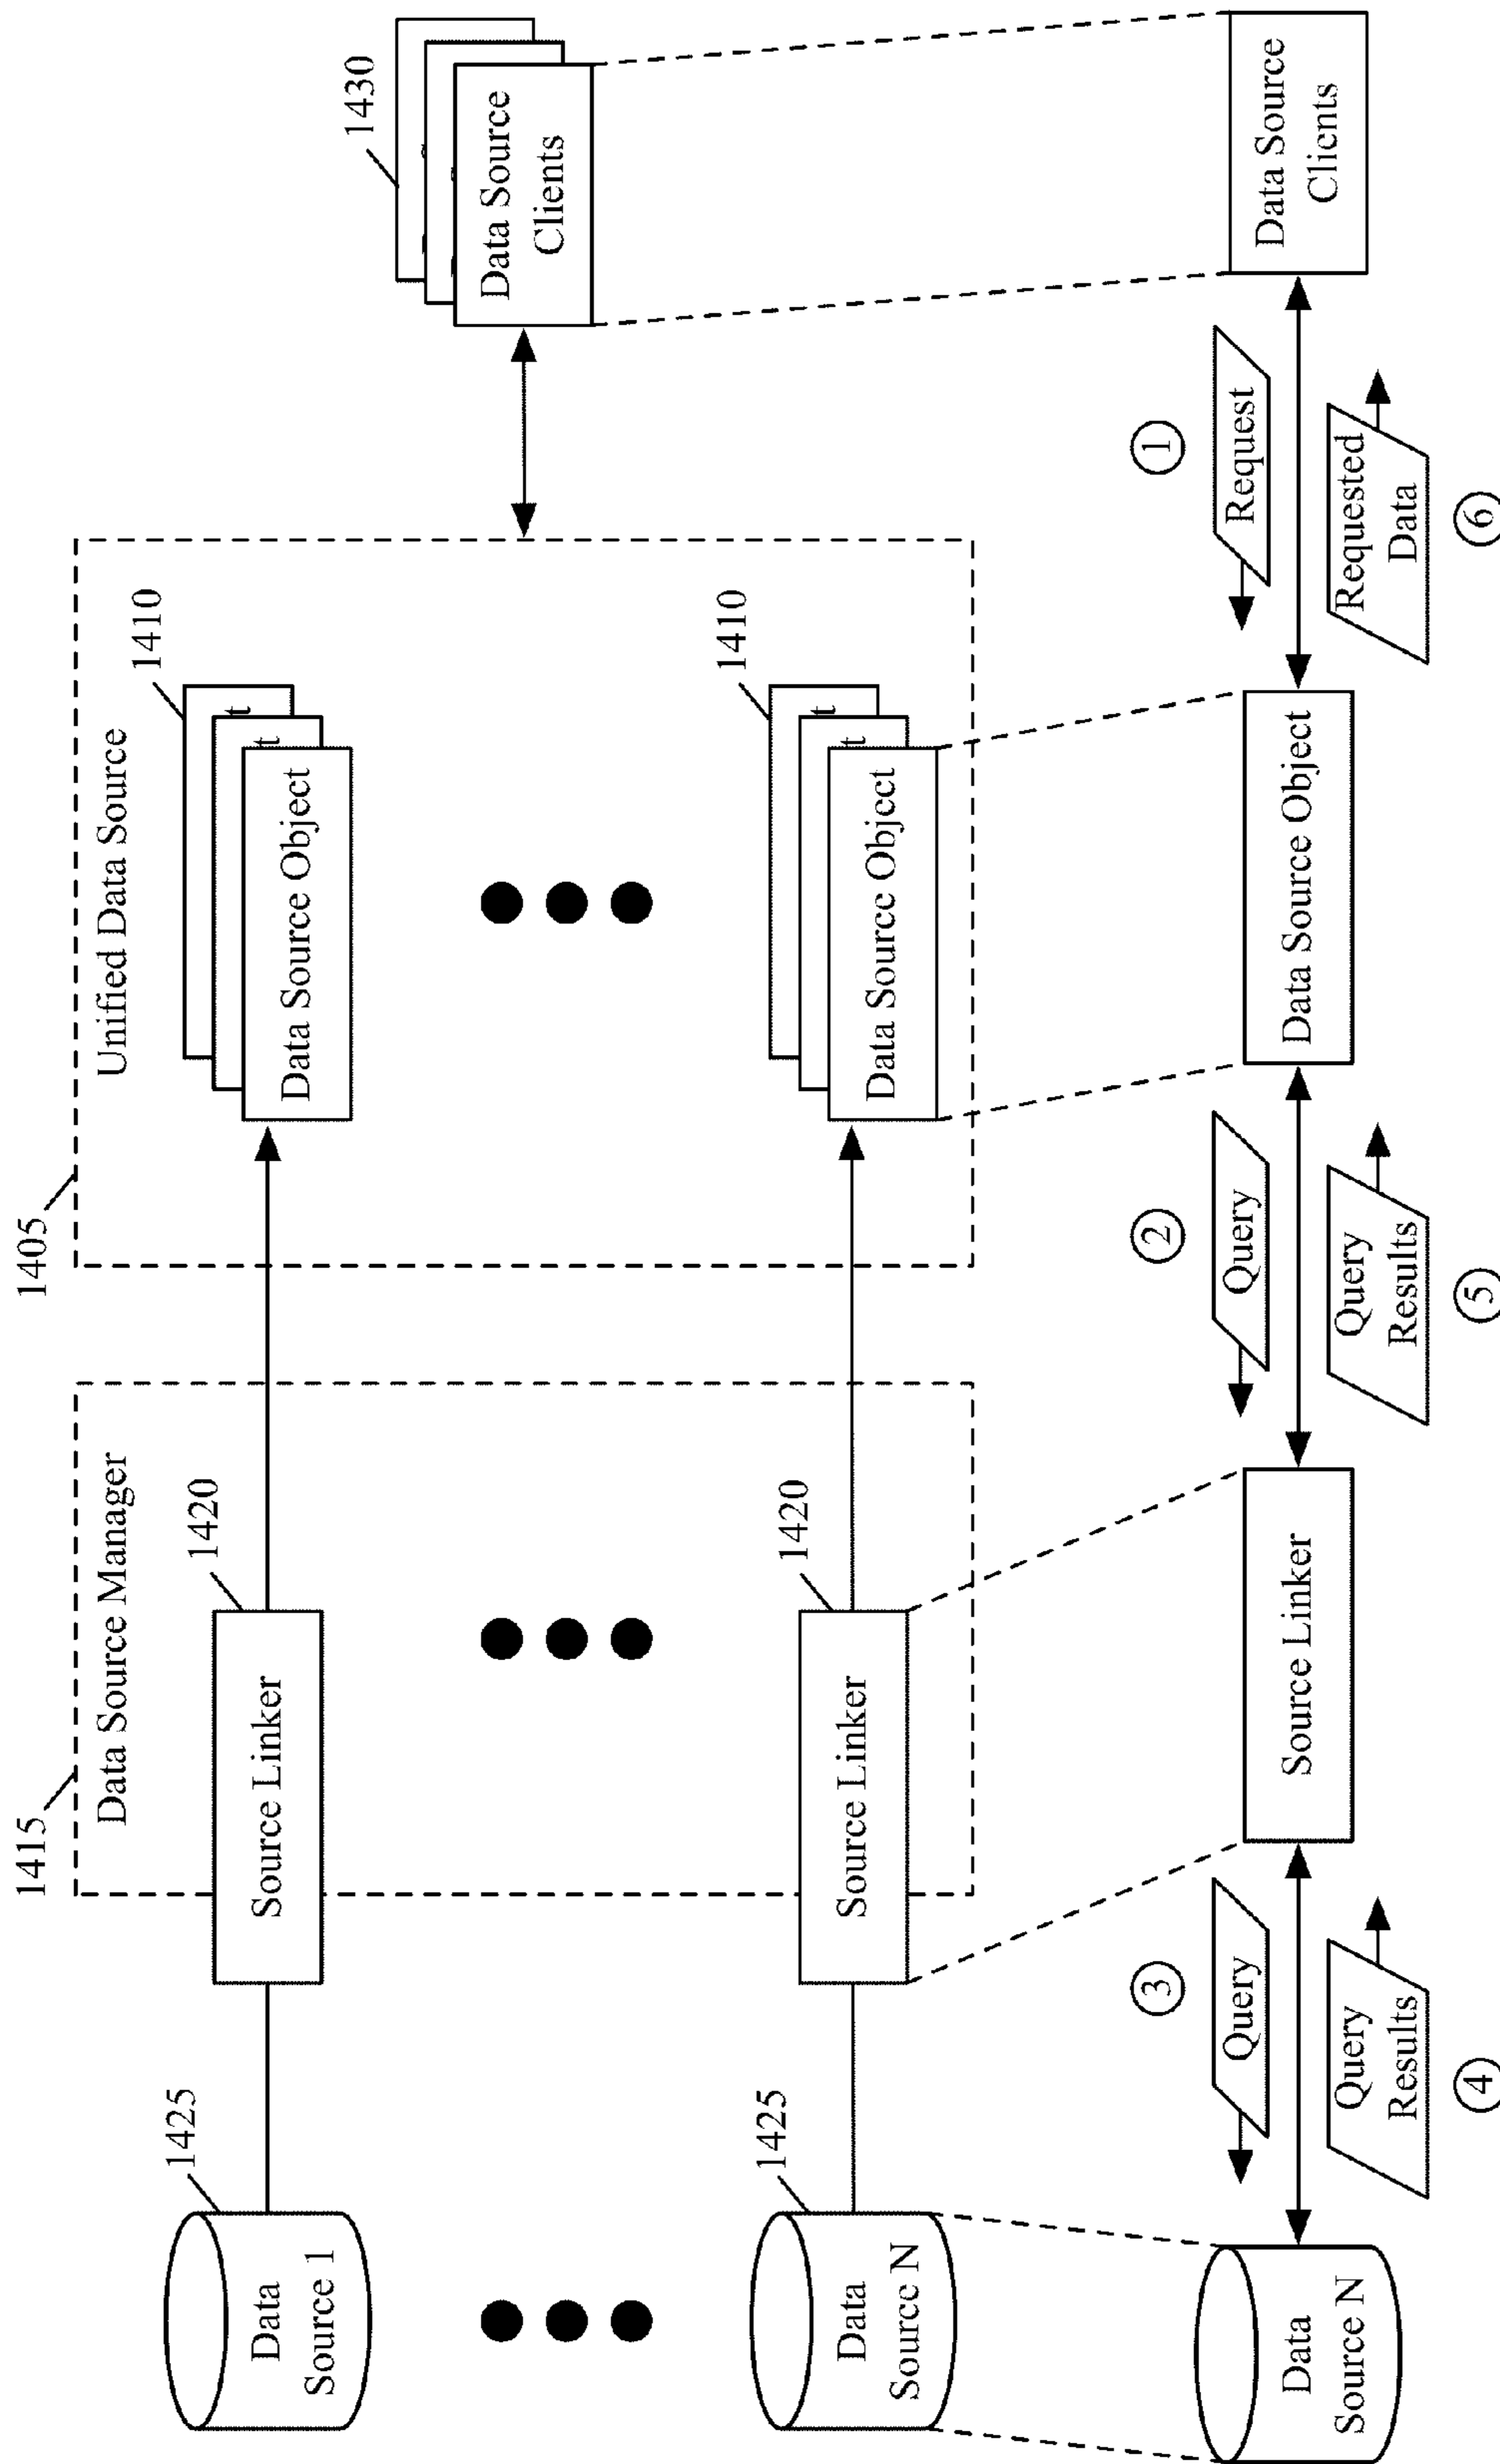 1415
Data Source Manager
1405
Unified Data Source
1425
Data
Source 1
1420
Source Linker
1410
Data Source Object
t
t
1430
Data Source
Clients
1425
Data
Source N
1420
Source Linker
1410
Data Source Object
t
t
3
Query
2
Query
1
Request
Data
Source N
Source Linker
Data Source Object
Data Source
Clients
Query
Results
4
Query
Results
5
Requested
Data
6